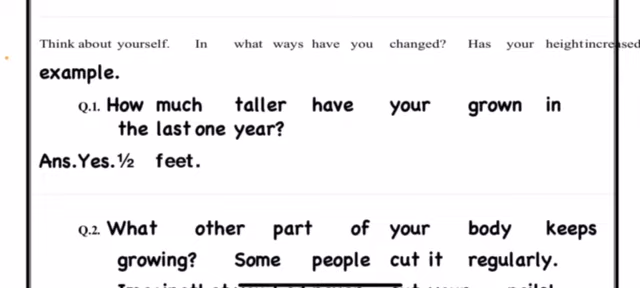 Think about yourself. In what ways have you changed? Has your heightincreased
example.
Q.1. How much taller have your grown in
the last one year?
Ans.Yes.½ feet.
Q.2. What other part of your body keeps
growing? Some people cut it regularly.